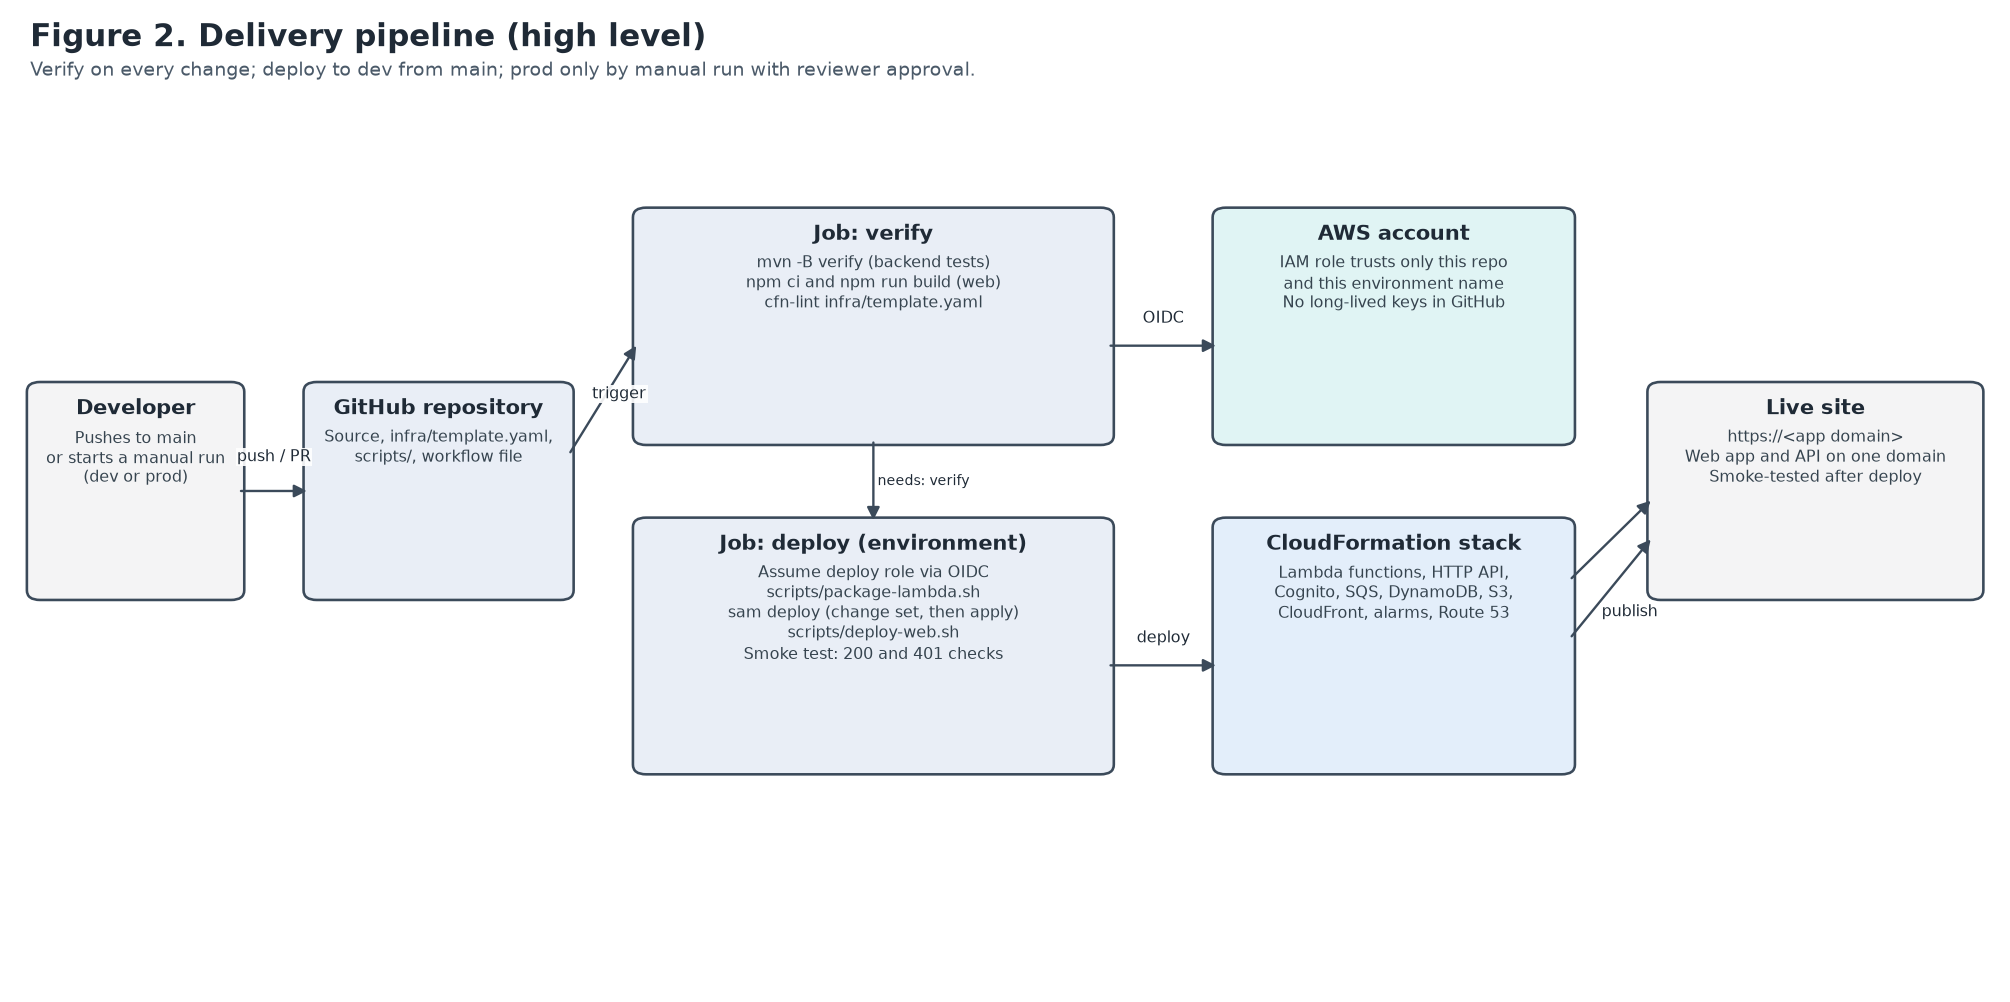 Figure 2. Delivery pipeline (high level)
Verify on every change; deploy to dev from main; prod only by manual run with reviewer approval.
Developer
Pushes to main
or starts a manual run
(dev or prod)
push / PR
GitHub repository
Source, infra/template.yaml,
scripts/, workflow file
trigger
Job: verify
mvn -B verify (backend tests)
npm ci and npm run build (web)
cfn-lint infra/template.yaml
OIDC
AWS account
IAM role trusts only this repo
and this environment name
No long-lived keys in GitHub
needs: verify
Job: deploy (environment)
Assume deploy role via OIDC
scripts/package-lambda.sh
sam deploy (change set, then apply)
scripts/deploy-web.sh
Smoke test: 200 and 401 checks
deploy
CloudFormation stack
Lambda functions, HTTP API,
Cognito, SQS, DynamoDB, S3,
CloudFront, alarms, Route 53
publish
Live site
https://<app domain>
Web app and API on one domain
Smoke-tested after deploy